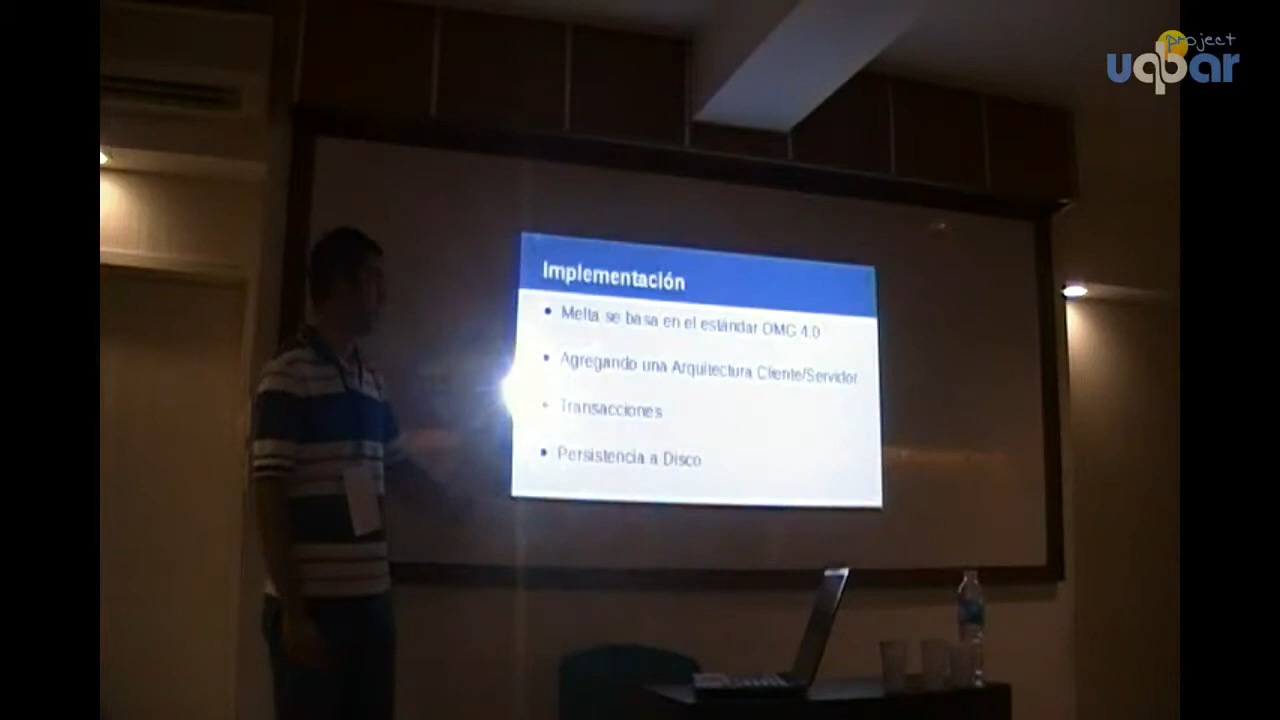 project
uqbar
Implementación
Melta se basa en el estándar OMG 4.0
Agregando una Arquitectura Cliente/Servidor
Transacciones
Persistencia a Disco